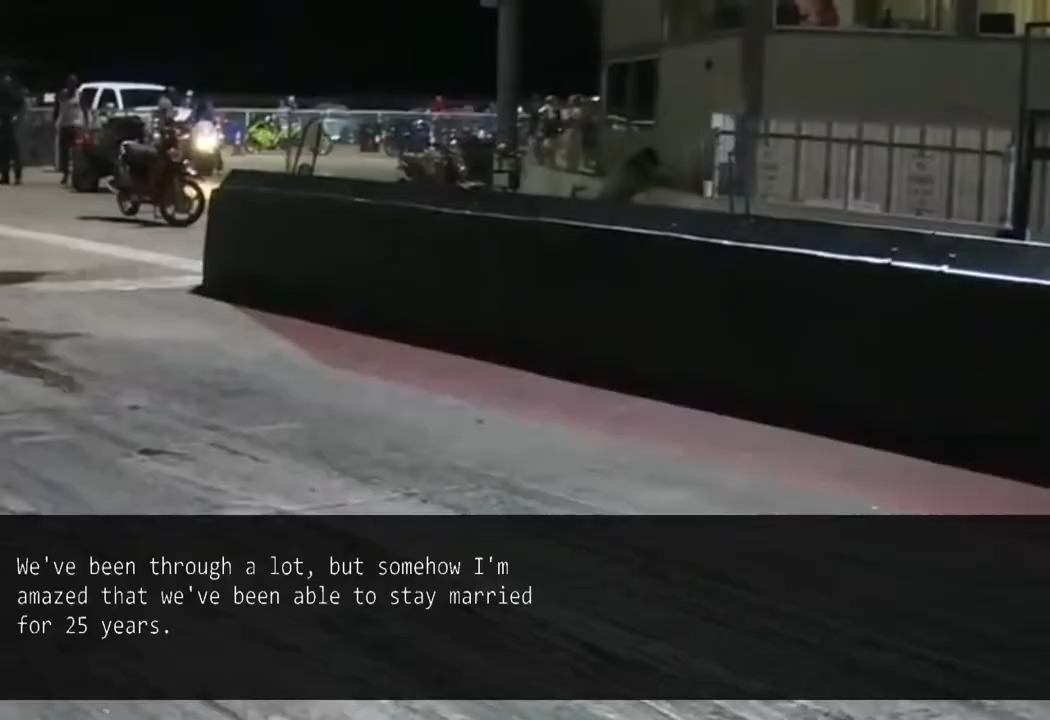 We've been through a lot, but somehow I'm
amazed that we've been able to stay married
for 25 years.